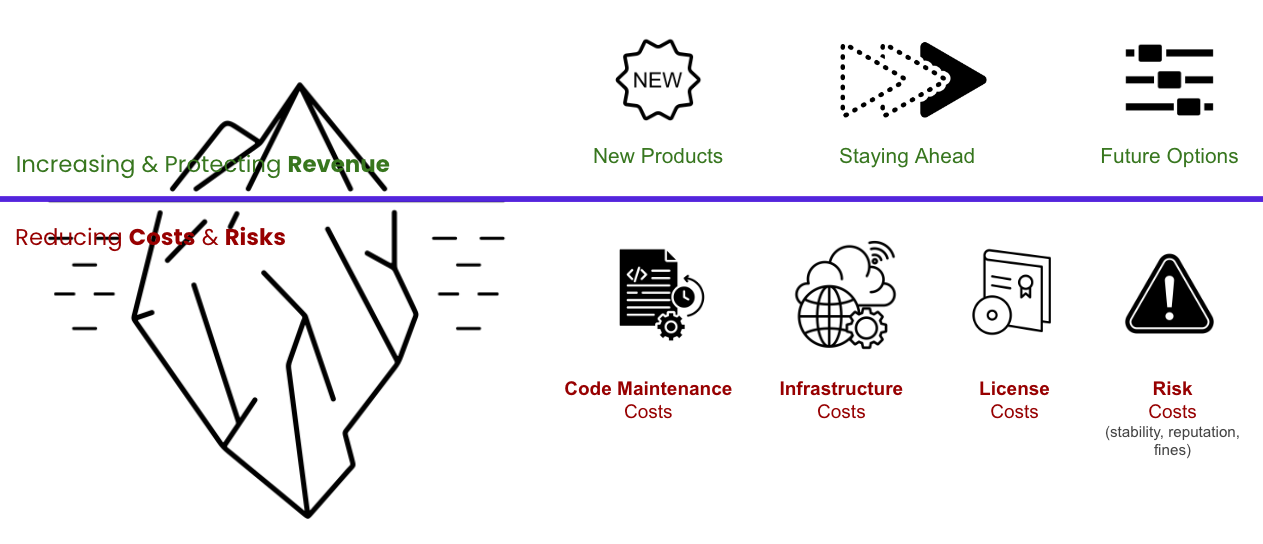 NEW
New Products
Staying Ahead
Future Options
Increasing & Protecting Revenue
Reducing Costs & Risks
</>
Code Maintenance
Costs
Infrastructure
Costs
License
Costs
Risk
Costs
(stability, reputation,
fines)